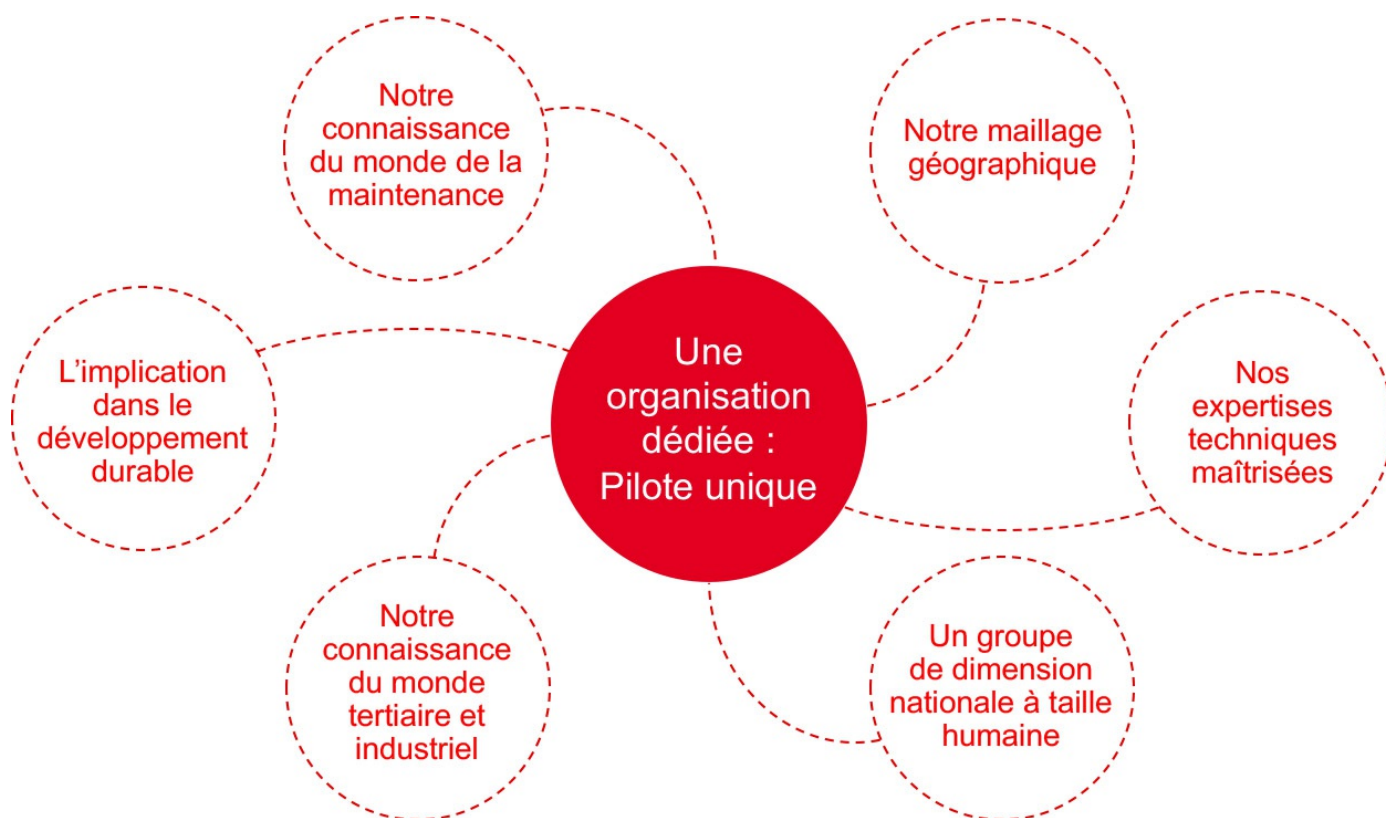 Notre
connaissance
du monde de la
maintenance
Notre maillage
géographique
L’implication
dans le
développement
durable
Une
organisation
dédiée :
Pilote unique
Nos
expertises
techniques
maîtrisées
Notre
connaissance
du monde
tertiaire et
industriel
Un groupe
de dimension
nationale à taille
humaine